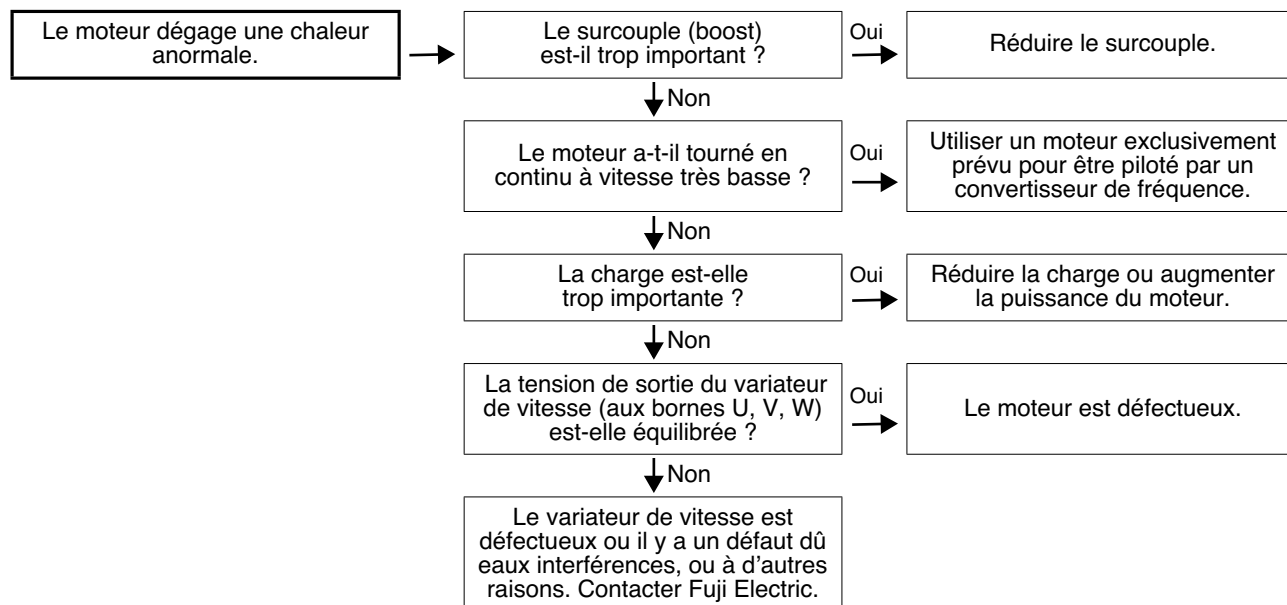 Le moteur dégage une chaleur
anormale.
Le surcouple (boost)
est-il trop important ?
Oui
Réduire le surcouple.
Non
Le moteur a-t-il tourné en
continu à vitesse très basse ?
Oui
Utiliser un moteur exclusivement
prévu pour être piloté par un
convertisseur de fréquence.
Non
La charge est-elle
trop importante ?
Oui
Réduire la charge ou augmenter
la puissance du moteur.
Non
La tension de sortie du variateur
de vitesse (aux bornes U, V, W)
est-elle équilibrée ?
Oui
Le moteur est défectueux.
Non
Le variateur de vitesse est
défectueux ou il y a un défaut dû
eaux interférences, ou à d'autres
raisons. Contacter Fuji Electric.